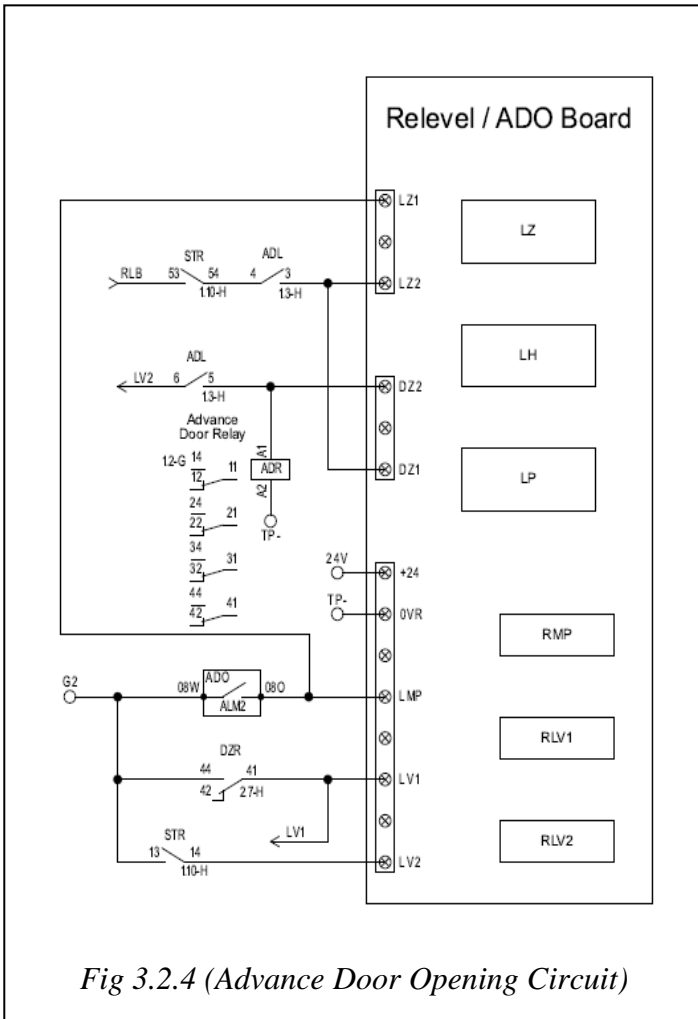 Relevel / ADO Board
LZ1
LZ
STR
ADL
RLB
53
54
4
3
LZ2
1.10-H
1.3-H
LH
ADL
LV2
6
5
DZ2
1.3-H
Advance
Door Relay
1.2-G
14
11
12
A1
ADR
A2
DZ1
LP
24
21
22
TP-
34
31
32
24V
+24
44
41
42
TP-
0VR
RMP
G2
08W
ADO
08O
LMP
ALM2
DZR
RLV1
44
41
LV1
42
2.7-H
LV1
STR
RLV2
13
14
LV2
1.10-H
Fig 3.2.4 (Advance Door Opening Circuit)